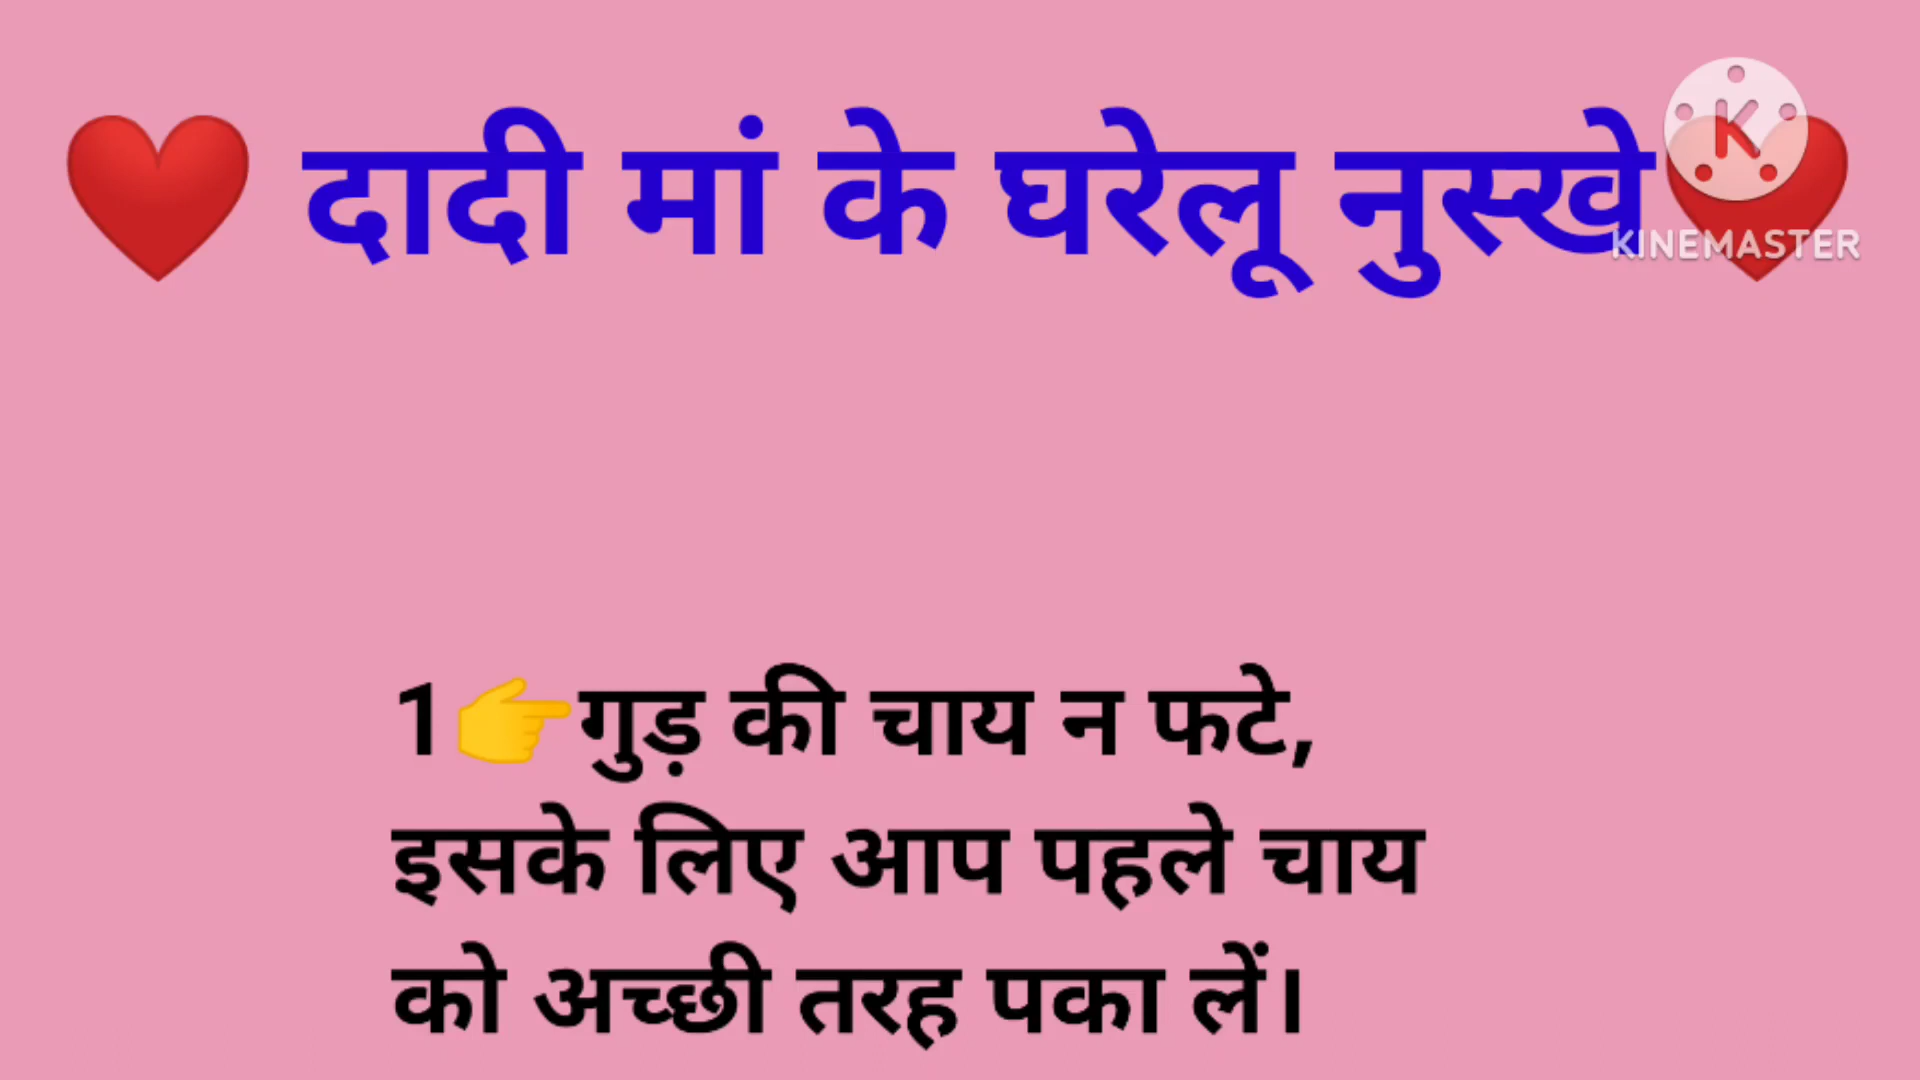 ❤️ दादी मां के घरेलू नुस्खे ❤️
KINEMASTER
1👉गुड़ की चाय न फटे,
इसके लिए आप पहले चाय
को अच्छी तरह पका लें।